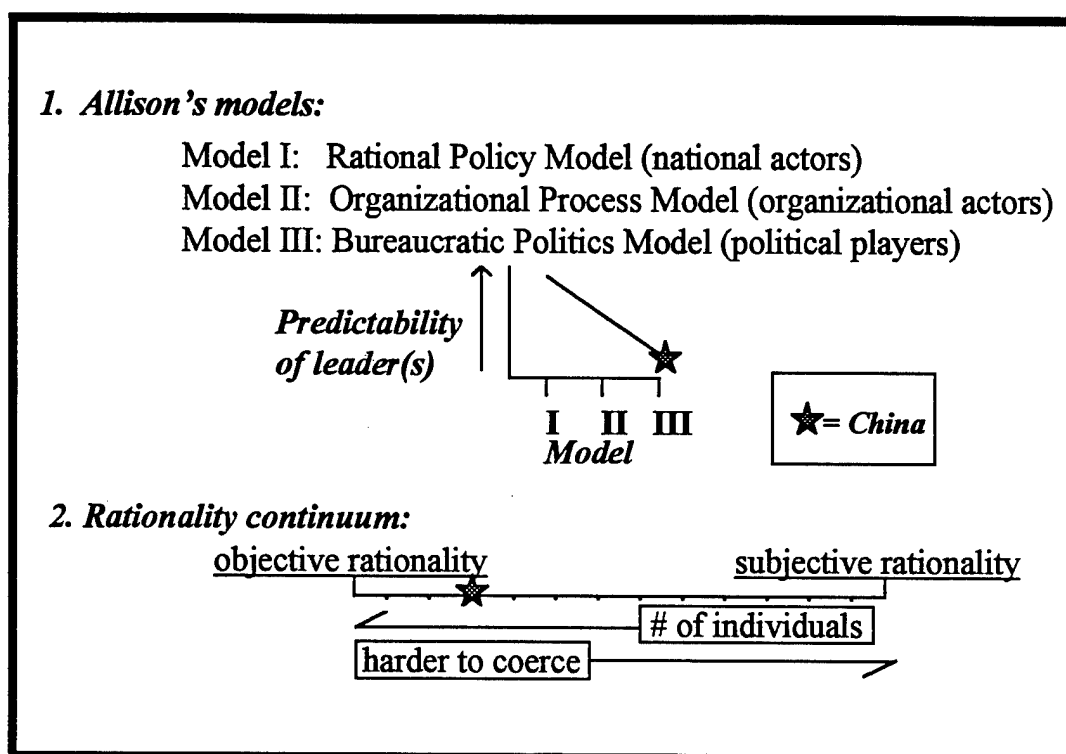 1. Allison's models:
Model I: Rational Policy Model (national actors)
Model II: Organizational Process Model (organizational actors)
Model III: Bureaucratic Politics Model (political players)
Predictability
of leader(s)
I II III
Model
= China
2. Rationality continuum:
objective rationality subjective rationality
# of individuals
harder to coerce